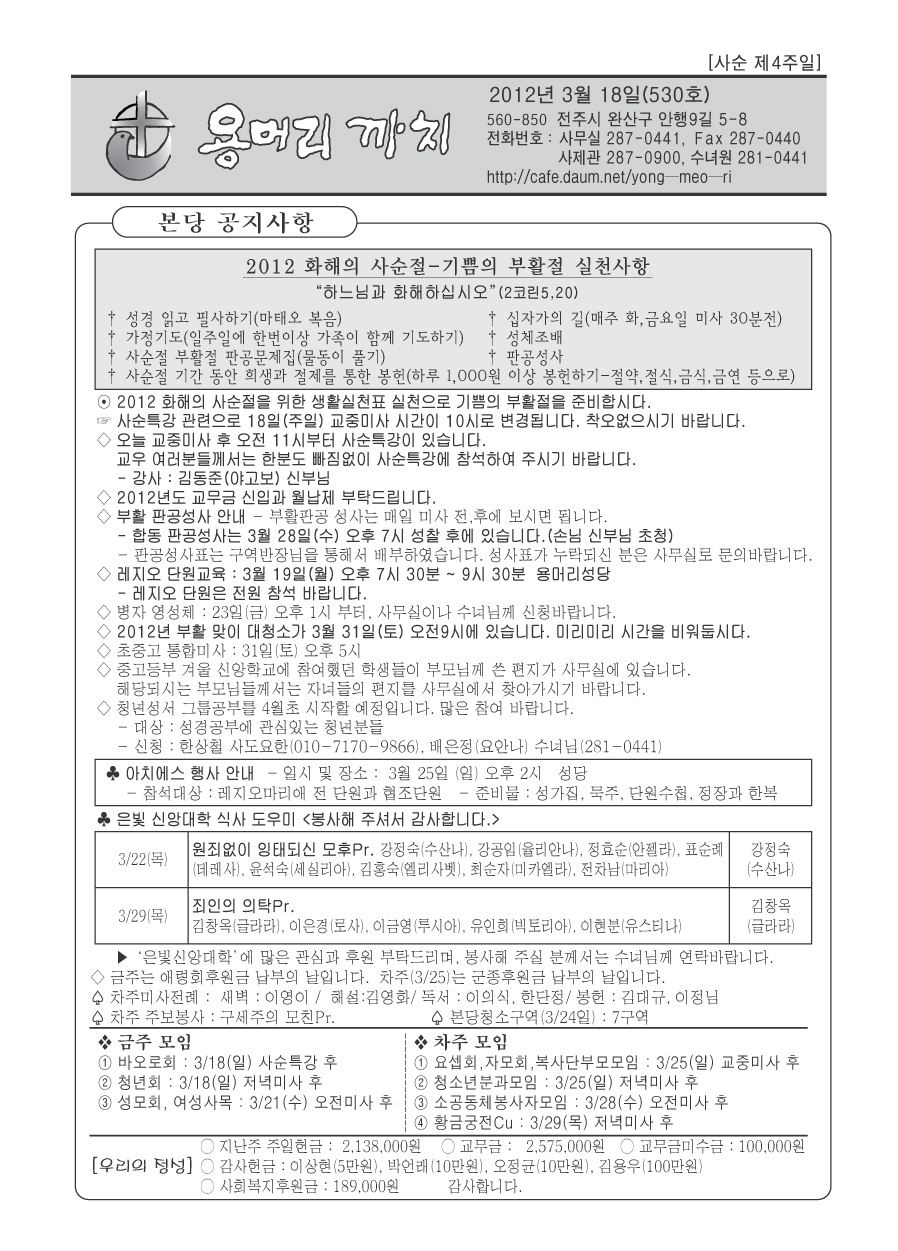 [사순 제4주일]
용머리 까치
2012년 3월 18일(530호)
560-850 전주시 완산구 안행9길 5-8
전화번호 : 사무실 287-0441, Fax 287-0440
사제관 287-0900, 수녀원 281-0441
http://cafe.daum.net/yong─meo─ri
본당 공지사항
2012 화해의 사순절-기쁨의 부활절 실천사항
“하느님과 화해하십시오”(2코린5,20)
† 성경 읽고 필사하기(마태오 복음) † 십자가의 길(매주 화,금요일 미사 30분전)
† 가정기도(일주일에 한번이상 가족이 함께 기도하기) † 성체조배
† 사순절 부활절 판공문제집(물동이 풀기) † 판공성사
† 사순절 기간 동안 희생과 절제를 통한 봉헌(하루 1,000원 이상 봉헌하기-절약,절식,금식,금연 등으로)
⊙ 2012 화해의 사순절을 위한 생활실천표 실천으로 기쁨의 부활절을 준비합시다.
☞ 사순특강 관련으로 18일(주일) 교중미사 시간이 10시로 변경됩니다. 착오없으시기 바랍니다.
◇ 오늘 교중미사 후 오전 11시부터 사순특강이 있습니다.
교우 여러분들께서는 한분도 빠짐없이 사순특강에 참석하여 주시기 바랍니다.
- 강사 : 김동준(야고보) 신부님
◇ 2012년도 교무금 신입과 월납제 부탁드립니다.
◇ 부활 판공성사 안내 - 부활판공 성사는 매일 미사 전,후에 보시면 됩니다.
- 합동 판공성사는 3월 28일(수) 오후 7시 성찰 후에 있습니다.(손님 신부님 초청)
- 판공성사표는 구역반장님을 통해서 배부하였습니다. 성사표가 누락되신 분은 사무실로 문의바랍니다.
◇ 레지오 단원교육 : 3월 19일(월) 오후 7시 30분 ~ 9시 30분 용머리성당
- 레지오 단원은 전원 참석 바랍니다.
◇ 병자 영성체 : 23일(금) 오후 1시 부터, 사무실이나 수녀님께 신청바랍니다.
◇ 2012년 부활 맞이 대청소가 3월 31일(토) 오전9시에 있습니다. 미리미리 시간을 비워둡시다.
◇ 초중고 통합미사 : 31일(토) 오후 5시
◇ 중고등부 겨울 신앙학교에 참여했던 학생들이 부모님께 쓴 편지가 사무실에 있습니다.
해당되시는 부모님들께서는 자녀들의 편지를 사무실에서 찾아가시기 바랍니다.
◇ 청년성서 그룹공부를 4월초 시작할 예정입니다. 많은 참여 바랍니다.
- 대상 : 성경공부에 관심있는 청년분들
- 신청 : 한상철 사도요한(010-7170-9866), 배은정(요안나) 수녀님(281-0441)
♣ 아치에스 행사 안내 - 일시 및 장소 : 3월 25일 (일) 오후 2시 성당
- 참석대상 : 레지오마리애 전 단원과 협조단원 - 준비물 : 성가집, 묵주, 단원수첩, 정장과 한복
♣ 은빛 신앙대학 식사 도우미 <봉사해 주셔서 감사합니다.>
3/22(목)
원죄없이 잉태되신 모후Pr. 강정숙(수산나), 강공임(율리안나), 정효순(안젤라), 표순례
(데레사), 윤석숙(세실리아), 김홍숙(엘리사벳), 최순자(미카엘라), 전차남(마리아)
강정숙
(수산나)
3/29(목)
죄인의 의탁Pr.
김창옥(글라라), 이은경(로사), 이금영(루시아), 유인희(빅토리아), 이현분(유스티나)
김창옥
(글라라)
▶ ‘은빛신앙대학’에 많은 관심과 후원 부탁드리며, 봉사해 주실 분께서는 수녀님께 연락바랍니다.
◇ 금주는 애령회후원금 납부의 날입니다. 차주(3/25)는 군종후원금 납부의 날입니다.
♤ 차주미사전례 : 새벽 : 이영이 / 해설:김영화/ 독서 : 이의식, 한단정/ 봉헌 : 김대규, 이정님
♤ 차주 주보봉사 : 구세주의 모친Pr. ♤ 본당청소구역(3/24일) : 7구역
❖ 금주 모임
① 바오로회 : 3/18(일) 사순특강 후
② 청년회 : 3/18(일) 저녁미사 후
③ 성모회, 여성사목 : 3/21(수) 오전미사 후
❖ 차주 모임
① 요셉회,자모회,복사단부모모임 : 3/25(일) 교중미사 후
② 청소년분과모임 : 3/25(일) 저녁미사 후
③ 소공동체봉사자모임 : 3/28(수) 오전미사 후
④ 황금궁전Cu : 3/29(목) 저녁미사 후
[우리의 정성]
○ 지난주 주일헌금 : 2,138,000원 ○ 교무금 : 2,575,000원 ○ 교무금미수금 : 100,000원
○ 감사헌금 : 이상현(5만원), 박언래(10만원), 오정균(10만원), 김용우(100만원)
○ 사회복지후원금 : 189,000원 감사합니다.